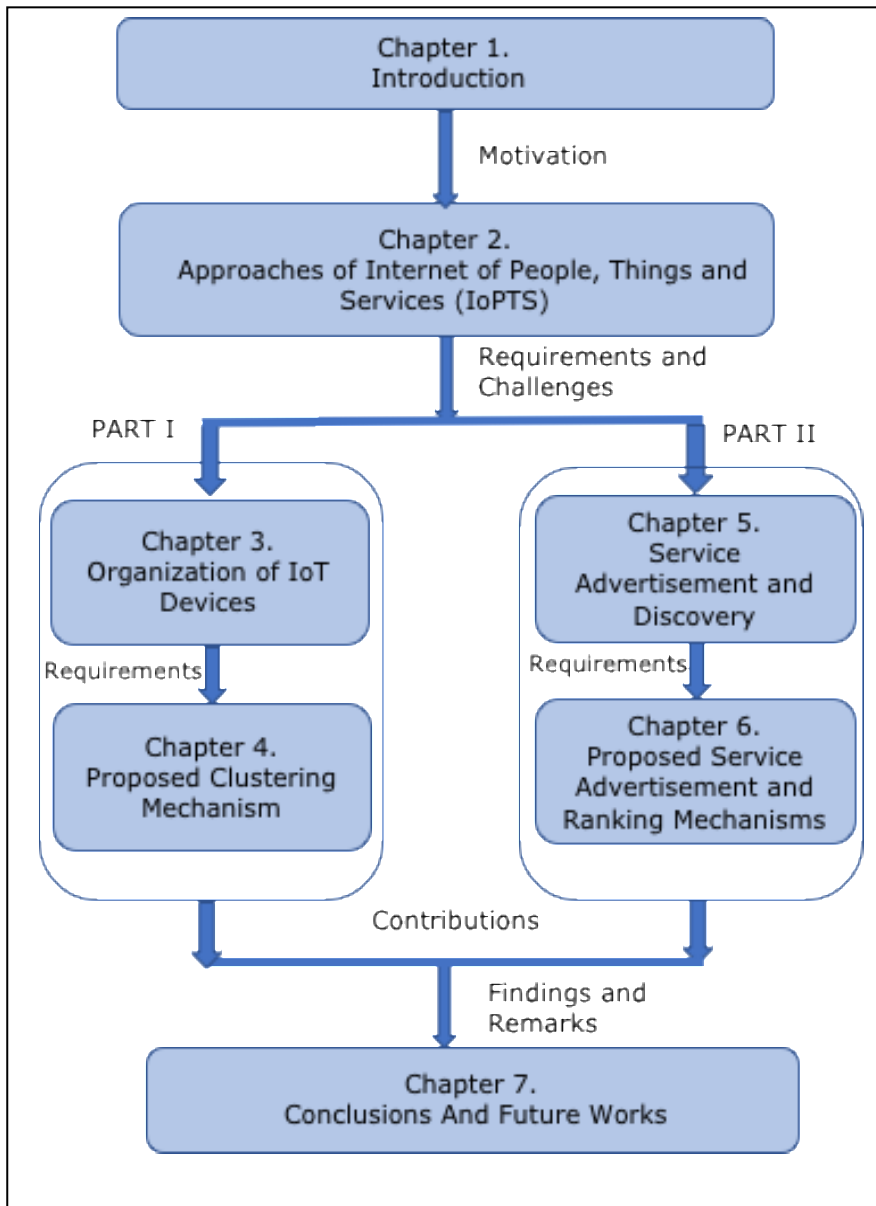 Chapter 1.
Introduction
Motivation
Chapter 2.
Approaches of Internet of People, Things and
Services (IoPTS)
Requirements and
Challenges
PART I
PART II
Chapter 3.
Organization of IoT
Devices
Requirements
Chapter 4.
Proposed Clustering
Mechanism
Chapter 5.
Service
Advertisement and
Discovery
Requirements
Chapter 6.
Proposed Service
Advertisement and
Ranking Mechanisms
Contributions
Findings and
Remarks
Chapter 7.
Conclusions And Future Works